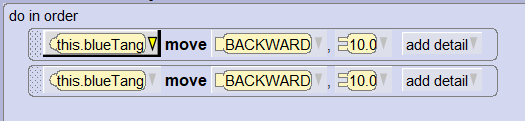 do in order
this.blueTang move BACKWARD , 10.0 add detail
this.blueTang move BACKWARD , 10.0 add detail